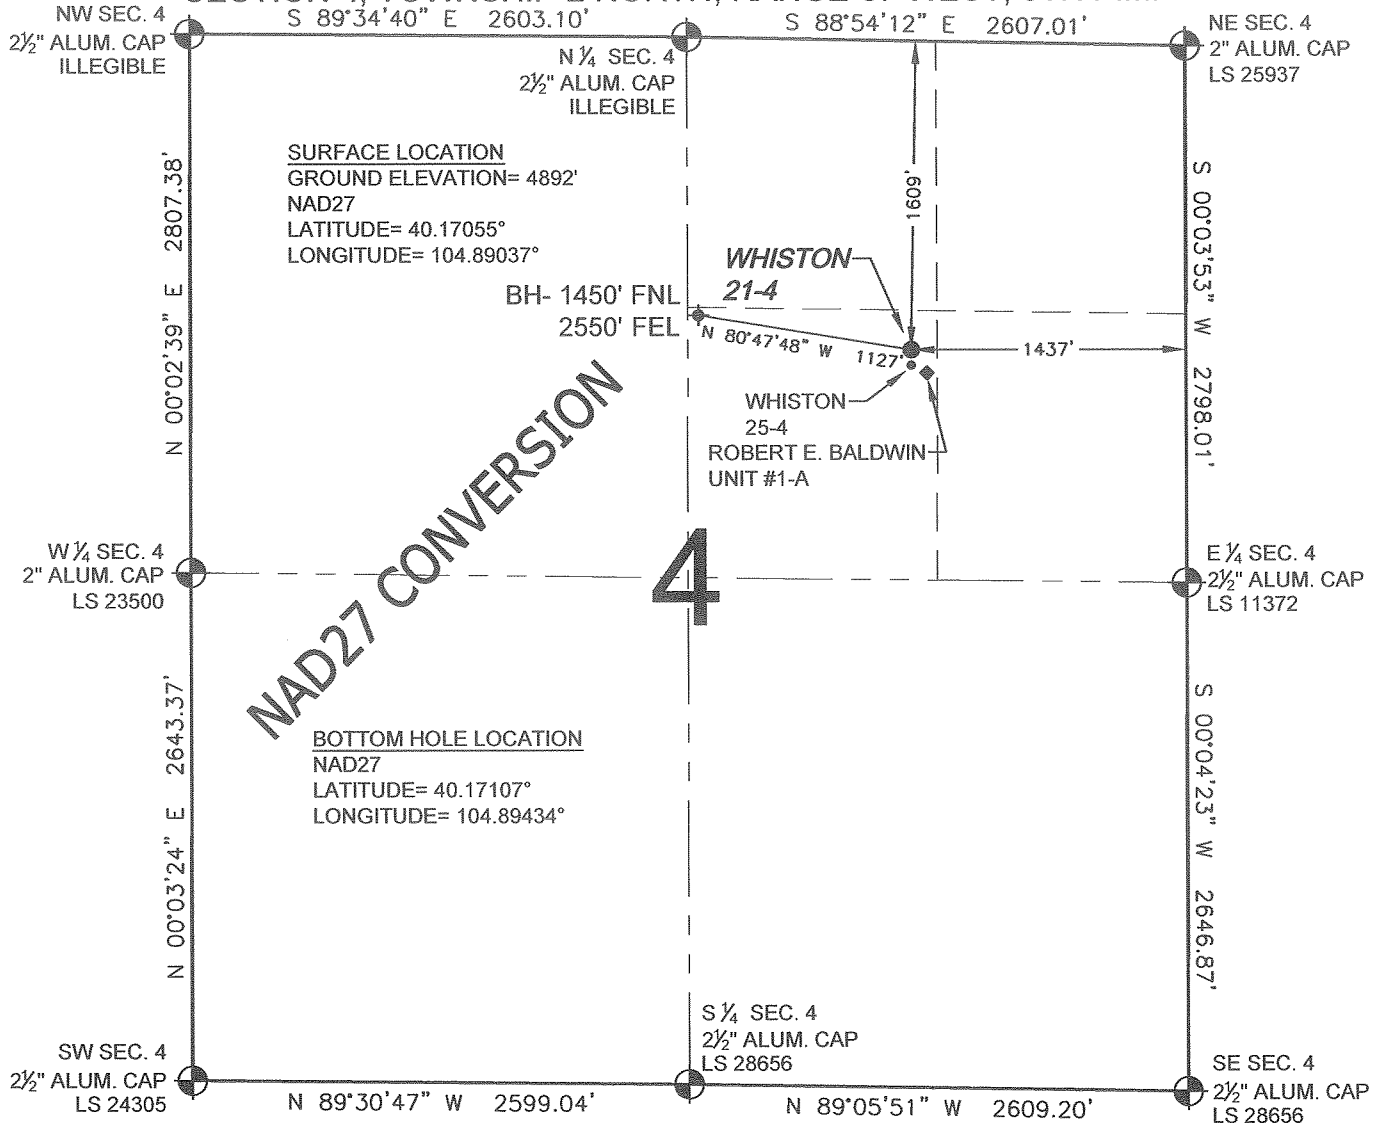 S 89°34'40" E 2603.10'
S 88°54'12" E 2607.01'
NW SEC. 4
2½" ALUM. CAP
ILLEGIBLE
N ¼ SEC. 4
2½" ALUM. CAP
ILLEGIBLE
NE SEC. 4
2" ALUM. CAP
LS 25937
SURFACE LOCATION
GROUND ELEVATION= 4892'
NAD27
LATITUDE= 40.17055°
LONGITUDE= 104.89037°
N 00°02'39" E 2807.38'
1609'
S 00°03'53" W 2798.01'
WHISTON
21-4
BH- 1450' FNL
2550' FEL
N 80°47'48" W 1127'
1437'
WHISTON
25-4
ROBERT E. BALDWIN
UNIT #1-A
NAD27 CONVERSION
W ¼ SEC. 4
2" ALUM. CAP
LS 23500
4
E ¼ SEC. 4
2½" ALUM. CAP
LS 11372
N 00°03'24" E 2643.37'
S 00°04'23" W 2646.87'
BOTTOM HOLE LOCATION
NAD27
LATITUDE= 40.17107°
LONGITUDE= 104.89434°
SW SEC. 4
2½" ALUM. CAP
LS 24305
S ¼ SEC. 4
2½" ALUM. CAP
LS 28656
SE SEC. 4
2½" ALUM. CAP
LS 28656
N 89°30'47" W 2599.04'
N 89°05'51" W 2609.20'